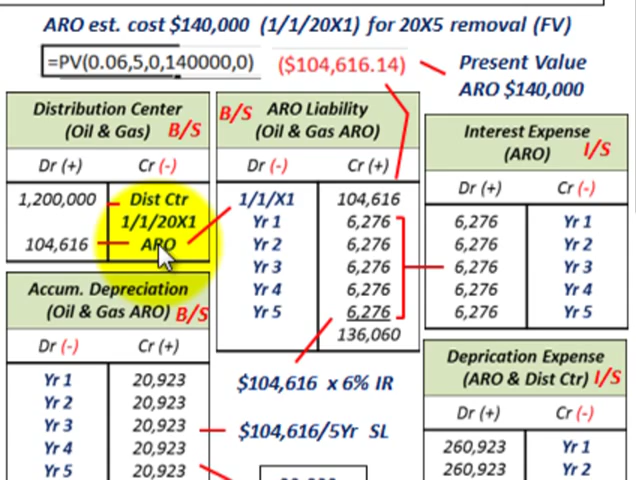 ARO est. cost $140,000 (1/1/20X1) for 20X5 removal (FV)
=PV(0.06,5,0,140000,0) ($104,616.14)
Present Value
ARO $140,000
Distribution Center
(Oil & Gas) B/S
Dr (+) Cr (-)
1,200,000 Dist Ctr
1/1/20X1
104,616 ARO
B/S ARO Liability
(Oil & Gas ARO)
Dr (-) Cr (+)
1/1/X1 104,616
Yr 1 6,276
Yr 2 6,276
Yr 3 6,276
Yr 4 6,276
Yr 5 6,276
136,060
Interest Expense
(ARO) I/S
Dr (+) Cr (-)
6,276 Yr 1
6,276 Yr 2
6,276 Yr 3
6,276 Yr 4
6,276 Yr 5
Accum. Depreciation
(Oil & Gas ARO) B/S
Dr (-) Cr (+)
Yr 1 20,923
Yr 2 20,923
Yr 3 20,923
Yr 4 20,923
Yr 5 20,923
$104,616 x 6% IR
$104,616/5Yr SL
Deprication Expense
(ARO & Dist Ctr) I/S
Dr (+) Cr (-)
260,923 Yr 1
260,923 Yr 2